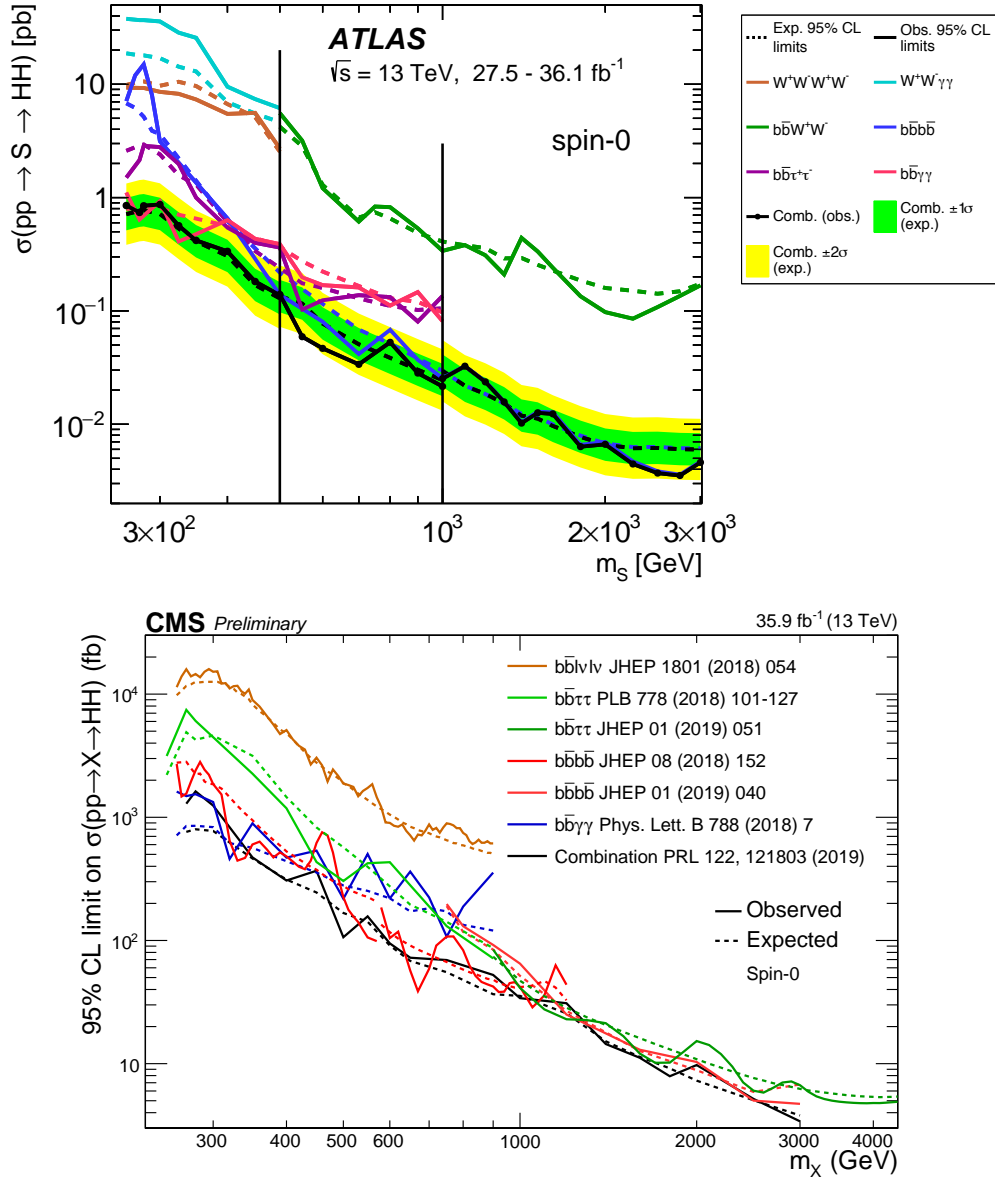 ATLAS
√s = 13 TeV, 27.5 - 36.1 fb⁻¹
spin-0
σ(pp → S → HH) [pb]
10
1
10⁻¹
10⁻²
3×10²
10³
2×10³
3×10³
m_S [GeV]
Exp. 95% CL limits
Obs. 95% CL limits
W⁺W⁻W⁺W⁻
W⁺W⁻γγ
bb̄W⁺W⁻
bb̄bb̄
bb̄τ⁺τ⁻
bb̄γγ
Comb. (obs.)
Comb. ±1σ (exp.)
Comb. ±2σ (exp.)
CMS Preliminary
35.9 fb⁻¹ (13 TeV)
95% CL limit on σ(pp→X→HH) (fb)
10⁴
10³
10²
10
bb̄lνlν JHEP 1801 (2018) 054
bb̄ττ PLB 778 (2018) 101-127
bb̄ττ JHEP 01 (2019) 051
bb̄bb̄ JHEP 08 (2018) 152
bb̄bb̄ JHEP 01 (2019) 040
bb̄γγ Phys. Lett. B 788 (2018) 7
Combination PRL 122, 121803 (2019)
Observed
Expected
Spin-0
300 400 500 600 1000 2000 3000 4000
m_X (GeV)